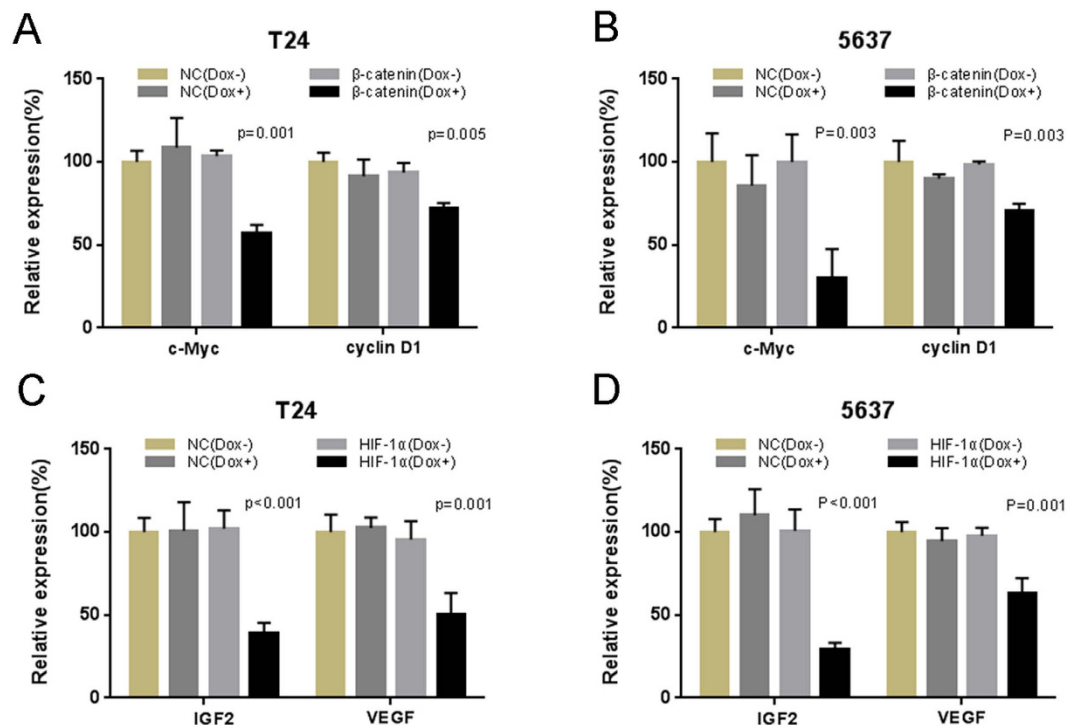 A
T24
150
NC(Dox-)
β-catenin(Dox-)
NC(Dox+)
β-catenin(Dox+)
p=0.001
p=0.005
100
50
0
Relative expression(%)
c-Myc
cyclin D1
B
5637
150
NC(Dox-)
β-catenin(Dox-)
NC(Dox+)
β-catenin(Dox+)
P=0.003
P=0.003
100
50
0
Relative expression(%)
c-Myc
cyclin D1
C
T24
150
NC(Dox-)
HIF-1α(Dox-)
NC(Dox+)
HIF-1α(Dox+)
p<0.001
p=0.001
100
50
0
Relative expression(%)
IGF2
VEGF
D
5637
150
NC(Dox-)
HIF-1α(Dox-)
NC(Dox+)
HIF-1α(Dox+)
P<0.001
P=0.001
100
50
0
Relative expression(%)
IGF2
VEGF